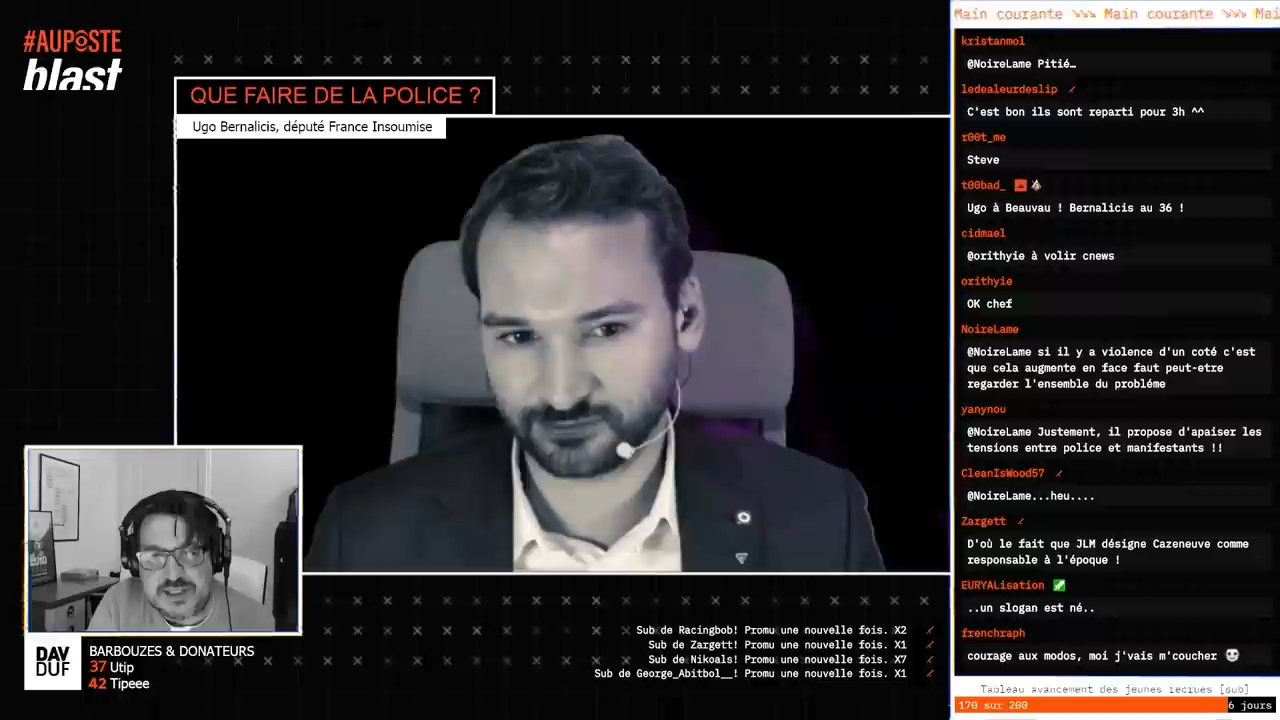 #AUPOSTE
blast
QUE FAIRE DE LA POLICE ?
Ugo Bernalicis, député France Insoumise
DAV
DUF
BARBOUZES & DONATEURS
37 Utip
42 Tipeee
Sub de Racingbob! Promu une nouvelle fois. X2
Sub de Zargett! Promu une nouvelle fois. X1
Sub de Nikoals! Promu une nouvelle fois. X7
Sub de George_Abitbol__! Promu une nouvelle fois. X1
Main courante >>> Main courante >>> Mai
kristanmol
@NoireLame Pitié…
ledealeurdeslip
C'est bon ils sont reparti pour 3h ^^
r00t_me
Steve
t00bad_
Ugo à Beauvau ! Bernalicis au 36 !
cidmael
@orithyie à volir cnews
orithyie
OK chef
NoireLame
@NoireLame si il y a violence d'un coté c'est
que cela augmente en face faut peut-etre
regarder l'ensemble du probléme
yanynou
@NoireLame Justement, il propose d'apaiser les
tensions entre police et manifestants !!
CleanIsWood57
@NoireLame...heu....
Zargett
D'où le fait que JLM désigne Cazeneuve comme
responsable à l'époque !
EURYALisation
..un slogan est né..
frenchraph
courage aux modos, moi j'vais m'coucher
Tableau avancement des jeunes recrues [sub]
170 sur 200
6 jours